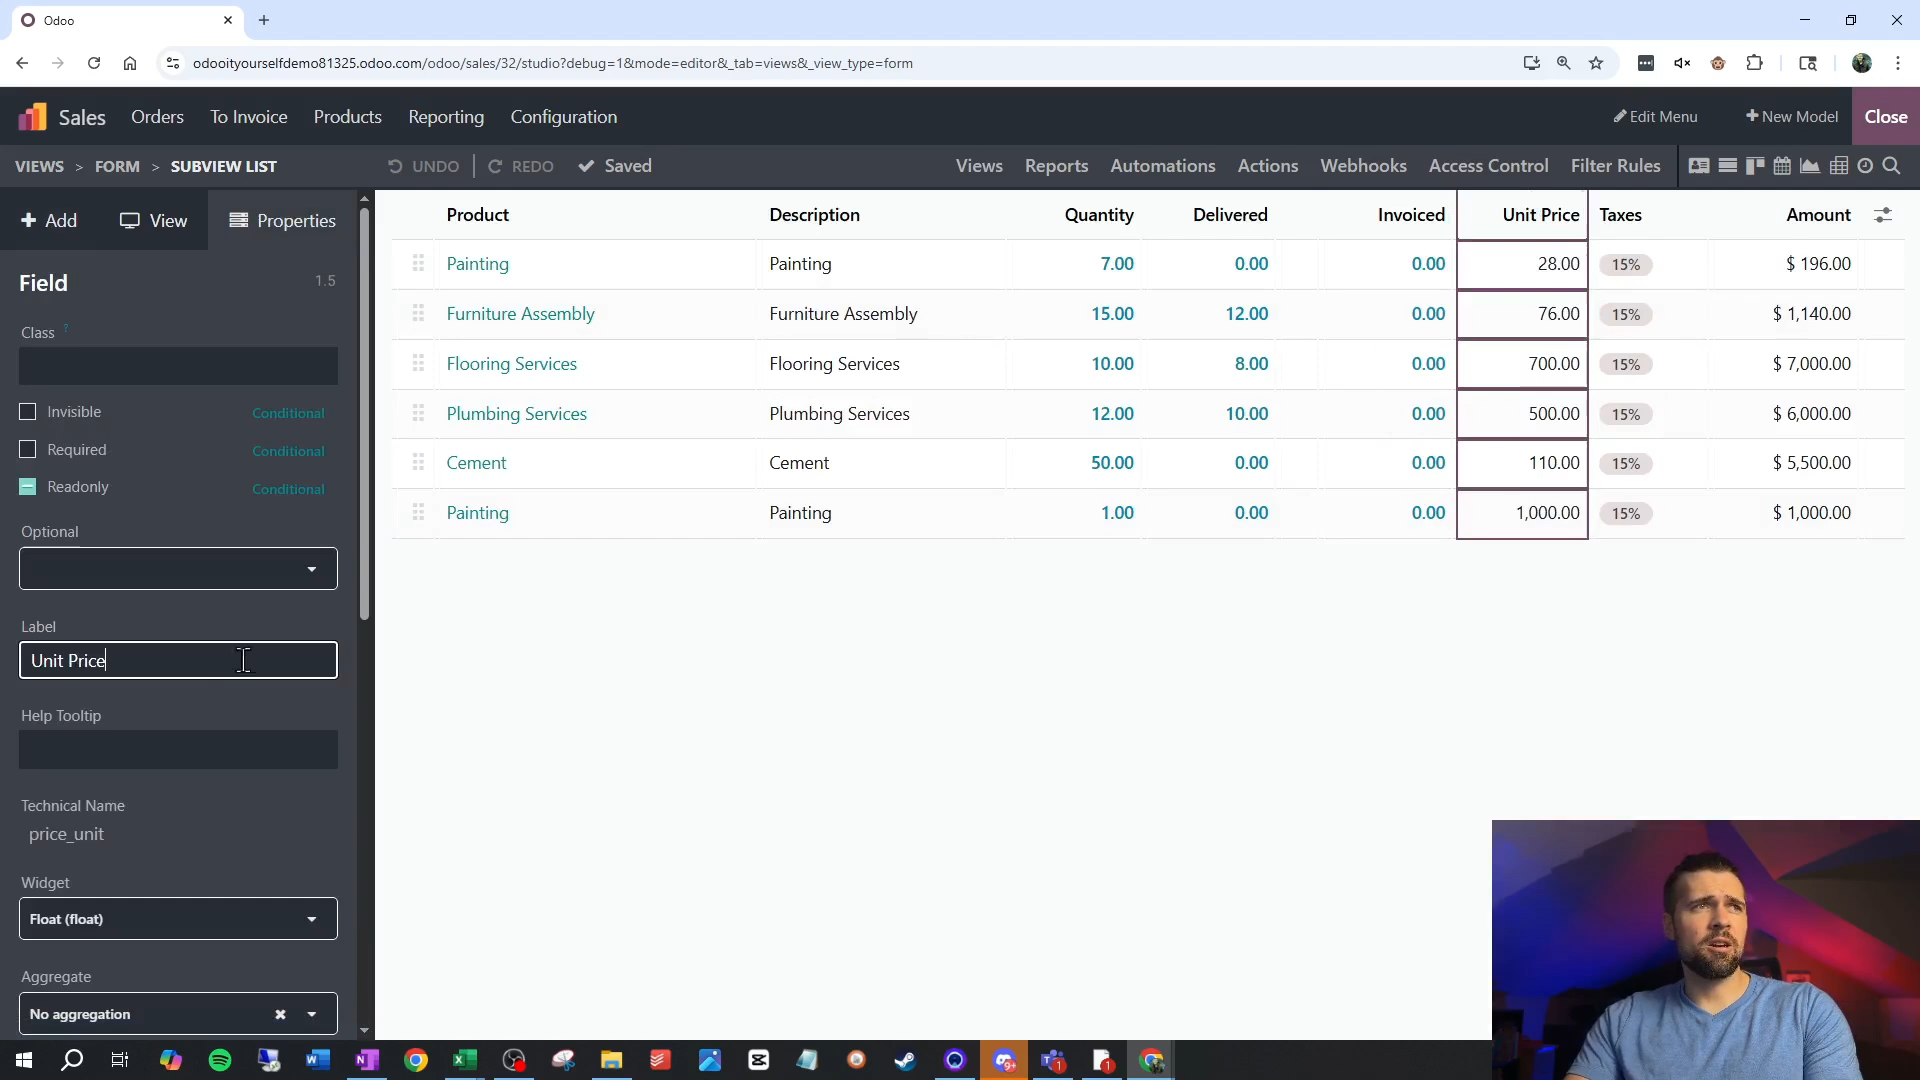 Odoo
odooityourselfdemo81325.odoo.com/odoo/sales/32/studio?debug=1&mode=editor&_tab=views&_view_type=form
Sales Orders To Invoice Products Reporting Configuration Edit Menu New Model Close
VIEWS > FORM > SUBVIEW LIST UNDO REDO Saved Views Reports Automations Actions Webhooks Access Control Filter Rules
Add View Properties
Field 1.5
Class ?
Invisible Conditional
Required Conditional
Readonly Conditional
Optional
Label
Unit Price
Help Tooltip
Technical Name
price_unit
Widget
Float (float)
Aggregate
No aggregation
Product Description Quantity Delivered Invoiced Unit Price Taxes Amount
Painting Painting 7.00 0.00 0.00 28.00 15% $ 196.00
Furniture Assembly Furniture Assembly 15.00 12.00 0.00 76.00 15% $ 1,140.00
Flooring Services Flooring Services 10.00 8.00 0.00 700.00 15% $ 7,000.00
Plumbing Services Plumbing Services 12.00 10.00 0.00 500.00 15% $ 6,000.00
Cement Cement 50.00 0.00 0.00 110.00 15% $ 5,500.00
Painting Painting 1.00 0.00 0.00 1,000.00 15% $ 1,000.00